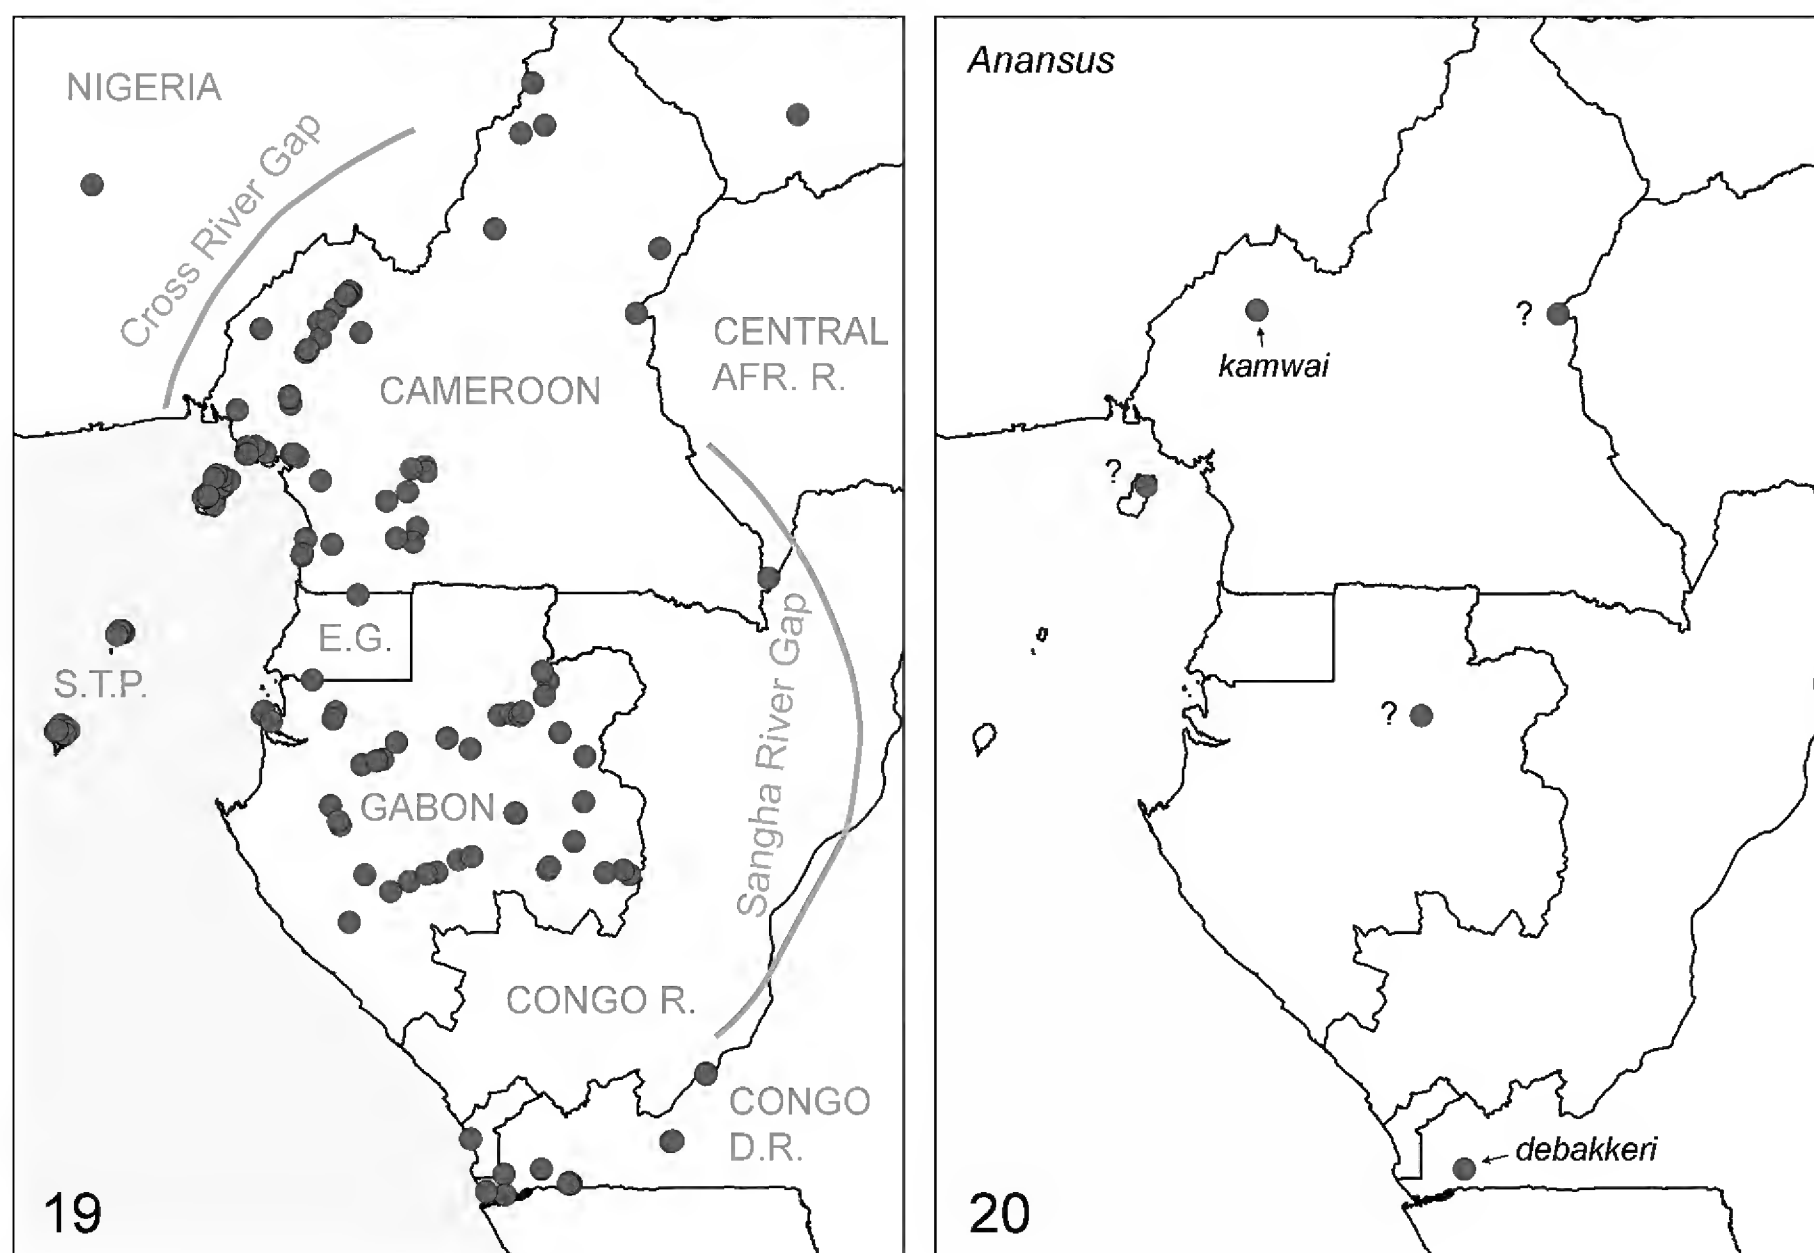 NIGERIA
Cross River Gap
CAMEROON
CENTRAL
AFR. R.
E.G.
S.T.P.
Sangha River Gap
GABON
CONGO R.
CONGO
D.R.
19
Anansus
?
kamwai
?
?
debakkeri
20